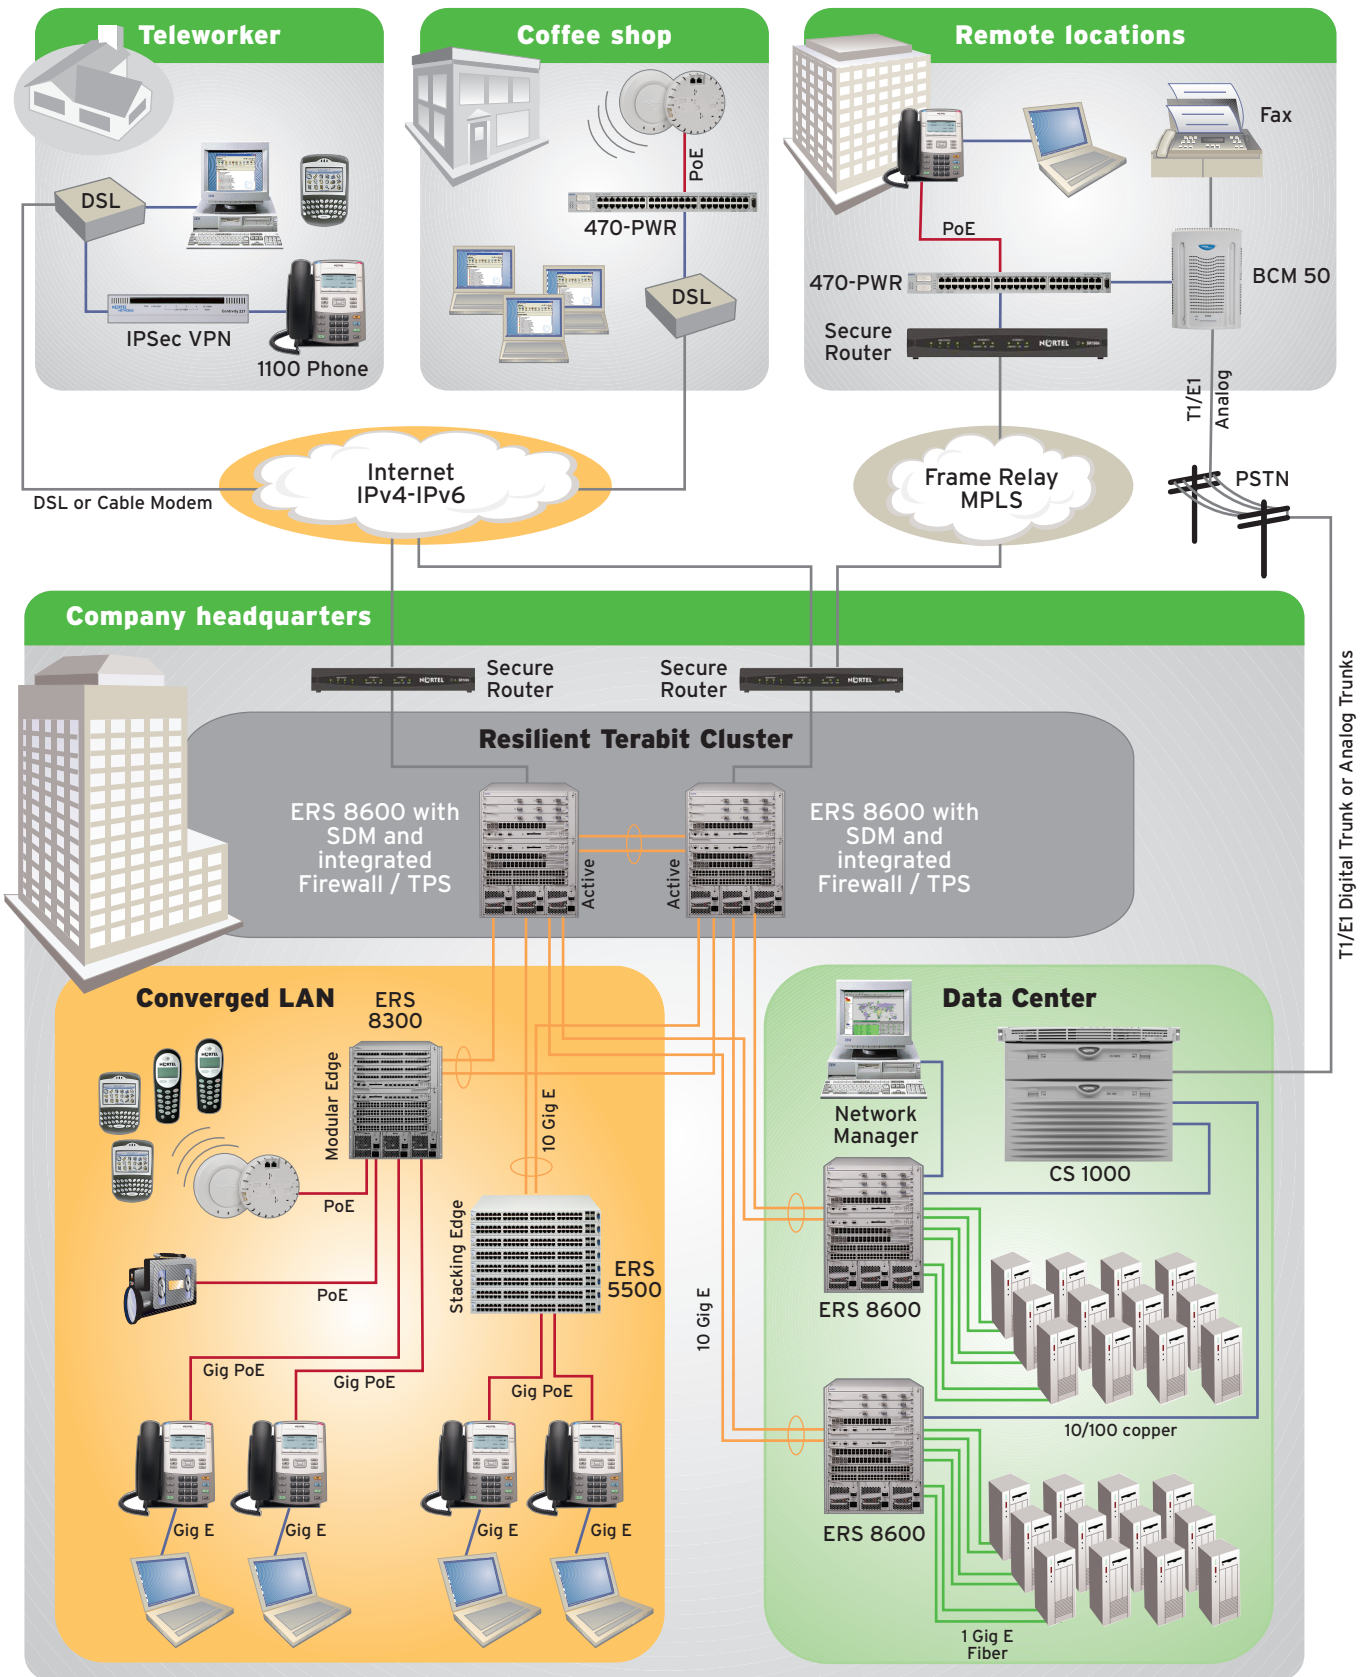 Teleworker
Coffee shop
Remote locations
DSL
IPSec VPN
1100 Phone
PoE
470-PWR
DSL
Fax
PoE
470-PWR
BCM 50
Secure
Router
NORTEL
T1/E1
Analog
Internet
IPv4-IPv6
DSL or Cable Modem
Frame Relay
MPLS
PSTN
T1/E1 Digital Trunk or Analog Trunks
Company headquarters
NORTEL
Secure
Router
Secure
Router
NORTEL
Resilient Terabit Cluster
ERS 8600 with
SDM and
integrated
Firewall / TPS
Active
Active
ERS 8600 with
SDM and
integrated
Firewall / TPS
Converged LAN
ERS
8300
Modular Edge
NORTEL
NORTEL
PoE
PoE
10 Gig E
Stacking Edge
ERS
5500
Gig PoE
Gig PoE
Gig PoE
Gig E
Gig E
Gig E
Gig E
10 Gig E
Data Center
Network
Manager
CS 1000
ERS 8600
10/100 copper
ERS 8600
1 Gig E
Fiber